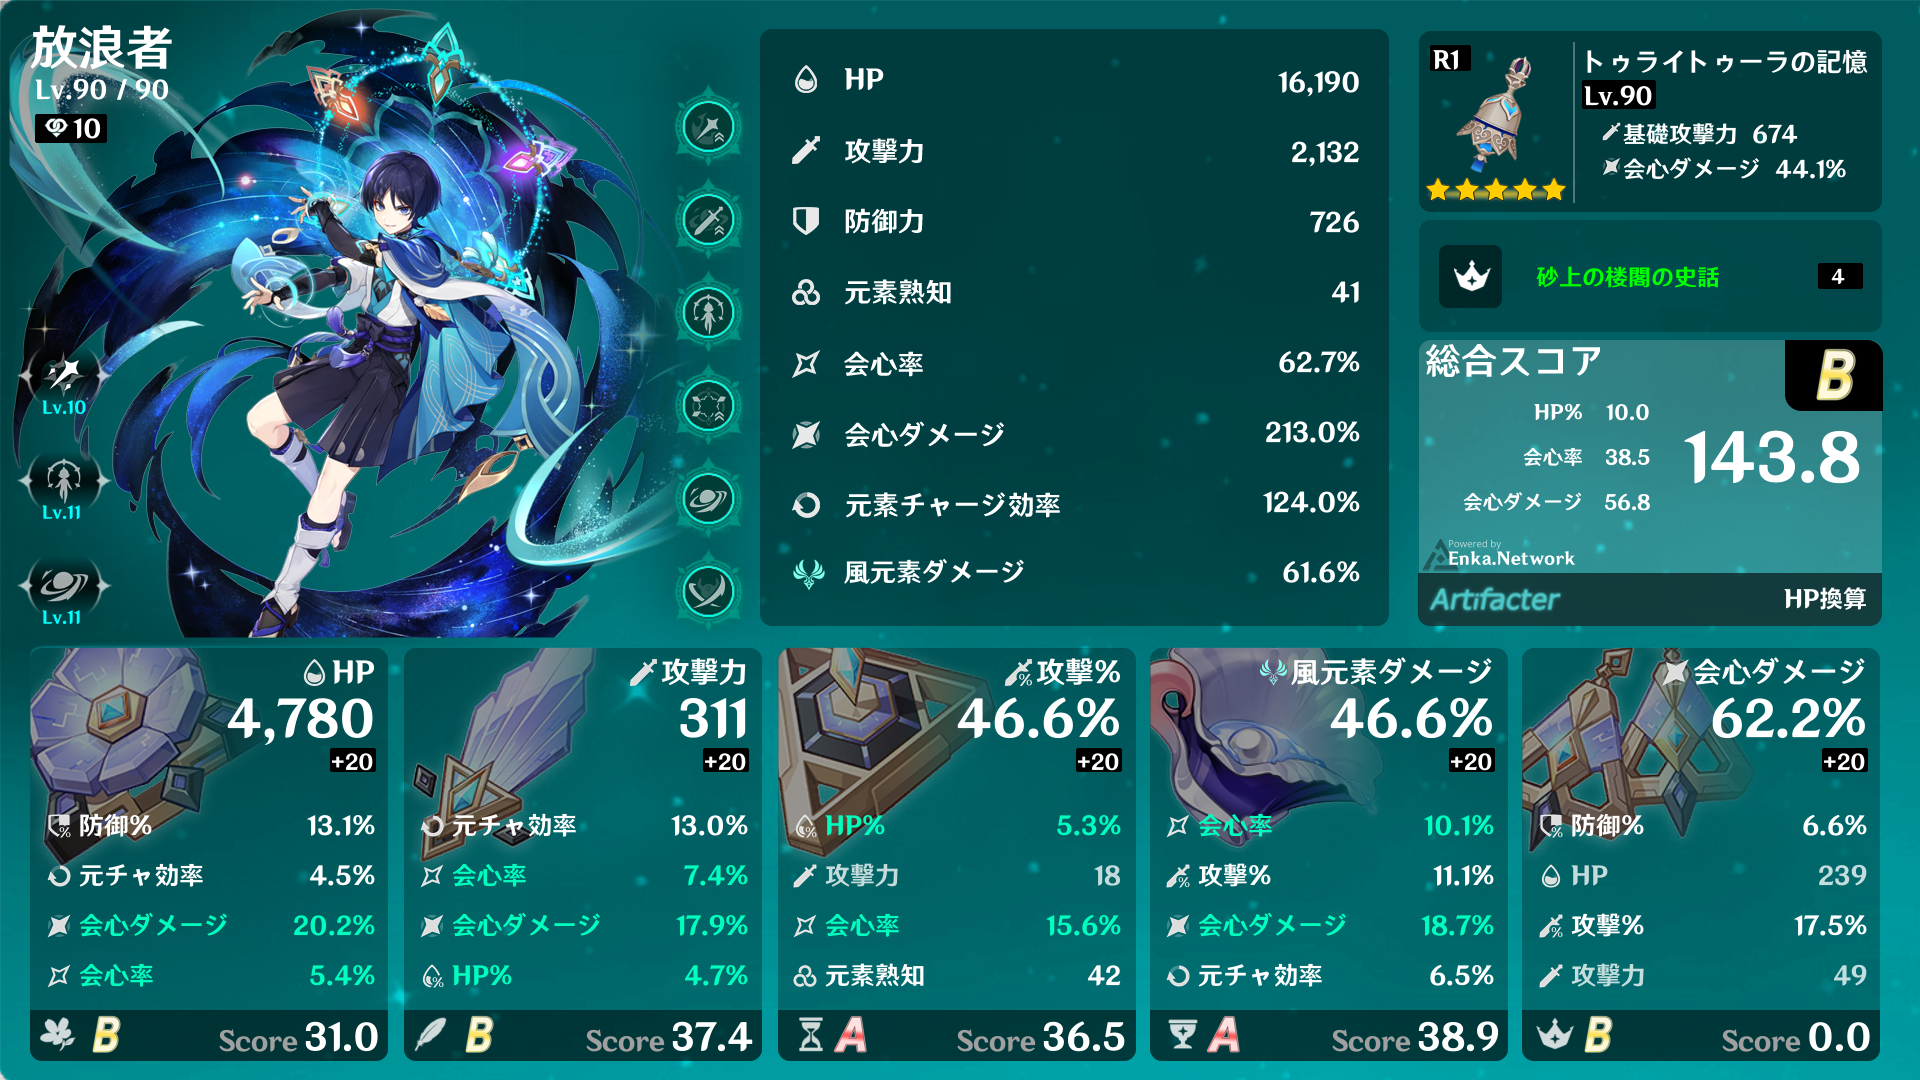 放浪者
Lv.90 / 90
10
Lv.10
Lv.11
Lv.11
HP 16,190
攻撃力 2,132
防御力 726
元素熟知 41
会心率 62.7%
会心ダメージ 213.0%
元素チャージ効率 124.0%
風元素ダメージ 61.6%
R1
トゥライトゥーラの記憶
Lv.90
基礎攻撃力 674
会心ダメージ 44.1%
砂上の楼閣の史話 4
総合スコア B
HP% 10.0
会心率 38.5
会心ダメージ 56.8
143.8
Powered by
Enka.Network
Artifacter HP換算
HP
4,780
+20
防御% 13.1%
元チャ効率 4.5%
会心ダメージ 20.2%
会心率 5.4%
B Score 31.0
攻撃力
311
+20
元チャ効率 13.0%
会心率 7.4%
会心ダメージ 17.9%
HP% 4.7%
B Score 37.4
攻撃%
46.6%
+20
HP% 5.3%
攻撃力 18
会心率 15.6%
元素熟知 42
A Score 36.5
風元素ダメージ
46.6%
+20
会心率 10.1%
攻撃% 11.1%
会心ダメージ 18.7%
元チャ効率 6.5%
A Score 38.9
会心ダメージ
62.2%
+20
防御% 6.6%
HP 239
攻撃% 17.5%
攻撃力 49
B Score 0.0